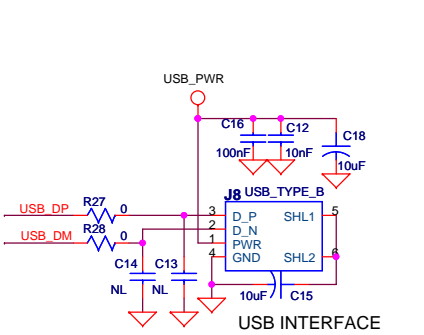 USB_PWR
C16
C12
C18
100nF
10nF
10uF
J8 USB_TYPE_B
R27
USB_DP
0
3
D_P
SHL1
5
R28
2
D_N
USB_DM
0
1
PWR
4
GND
SHL2
6
C14
C13
NL
NL
10uF
C15
USB INTERFACE